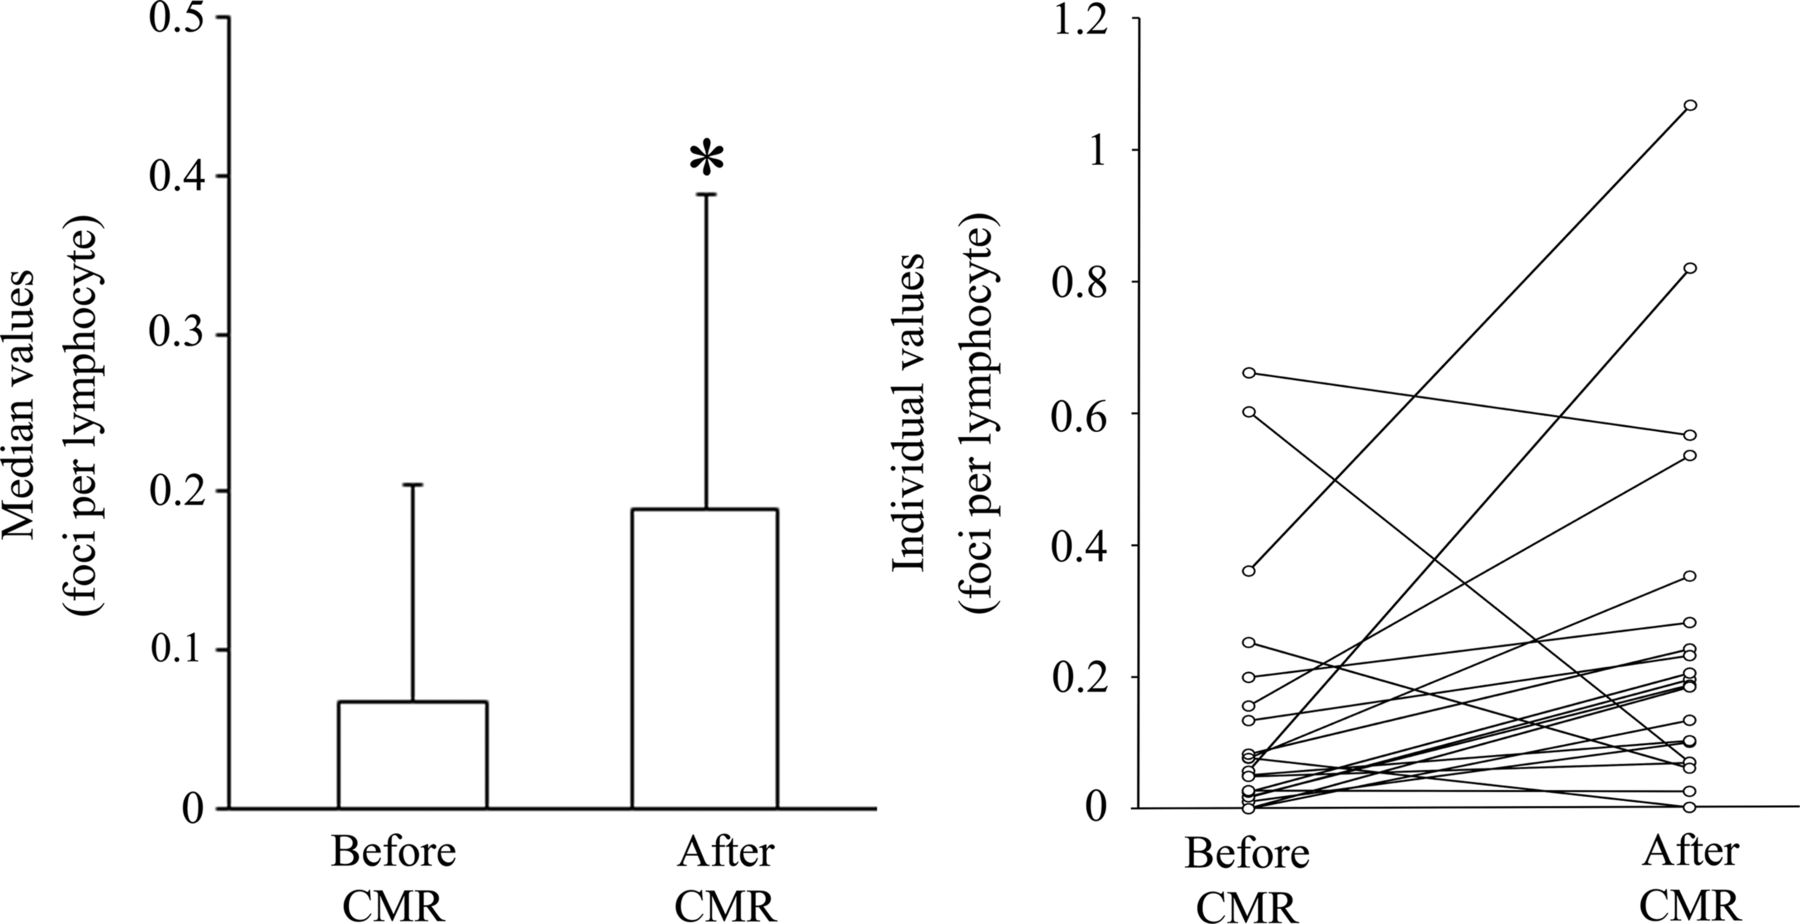 Median values
(foci per lymphocyte)
0.5
0.4
0.3
0.2
0.1
0
*
Before
CMR
After
CMR
Individual values
(foci per lymphocyte)
1.2
1
0.8
0.6
0.4
0.2
0
Before
CMR
After
CMR